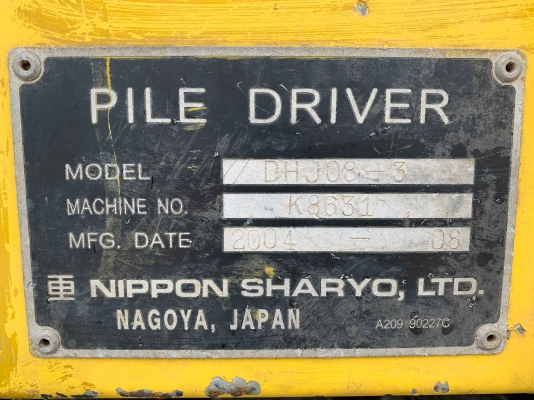 PILE DRIVER
MODEL DHJ08-3
MACHINE NO. K8631
MFG. DATE 2004 - 08
NIPPON SHARYO, LTD.
NAGOYA, JAPAN
A209 90227C